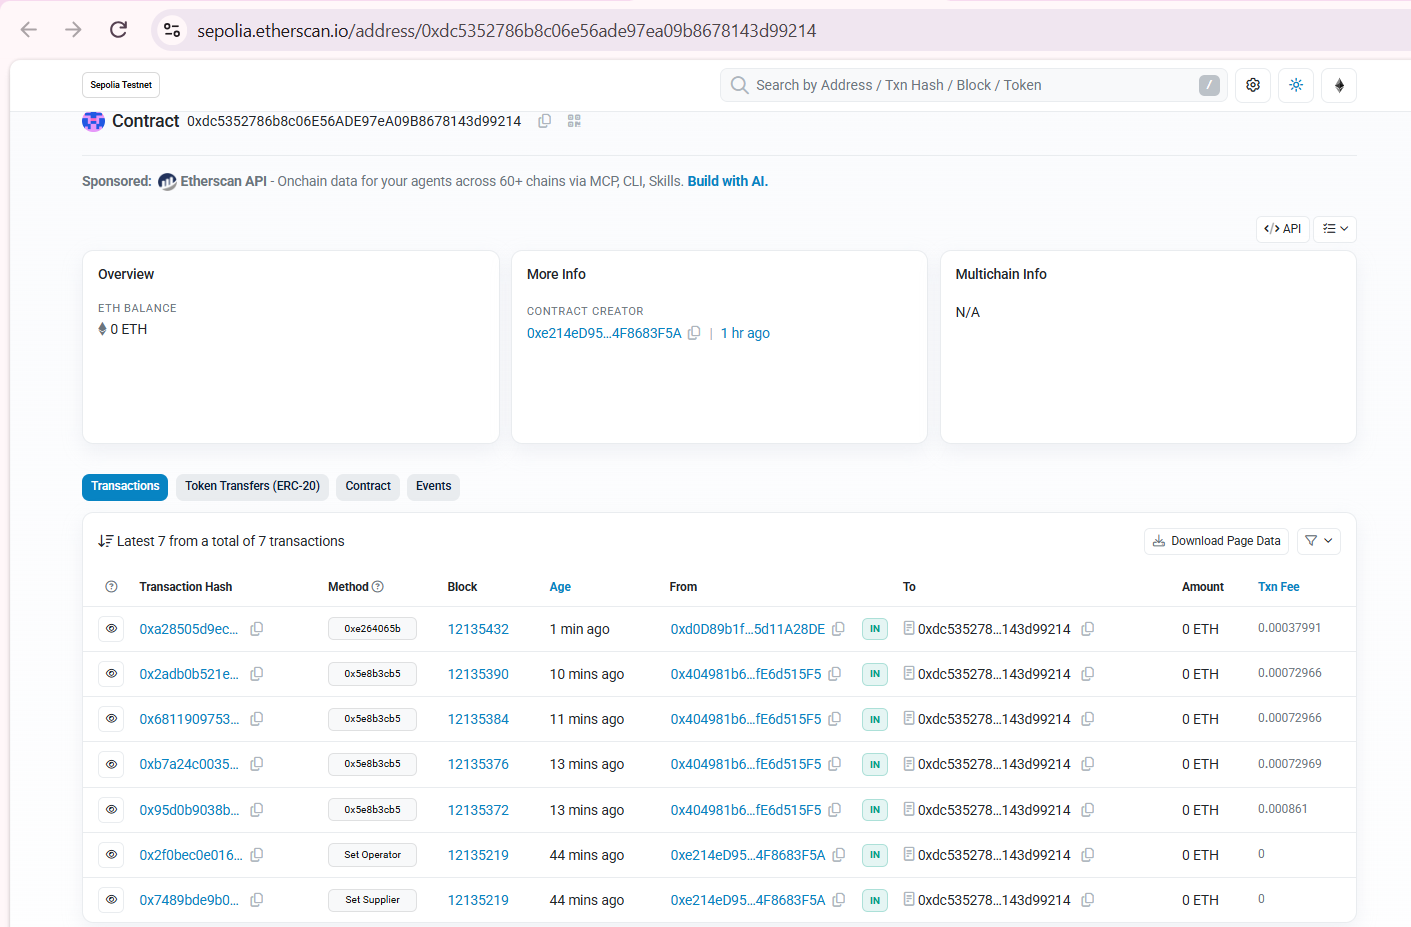 sepolia.etherscan.io/address/0xdc5352786b8c06e56ade97ea09b8678143d99214
Sepolia Testnet
Search by Address / Txn Hash / Block / Token
/
Contract 0xdc5352786b8c06E56ADE97eA09B8678143d99214
Sponsored: Etherscan API - Onchain data for your agents across 60+ chains via MCP, CLI, Skills. Build with AI.
</> API
Overview
ETH BALANCE
0 ETH
More Info
CONTRACT CREATOR
0xe214eD95...4F8683F5A | 1 hr ago
Multichain Info
N/A
Transactions Token Transfers (ERC-20) Contract Events
Latest 7 from a total of 7 transactions
Download Page Data
Transaction Hash Method Block Age From To Amount Txn Fee
0xa28505d9ec... 0xe264065b 12135432 1 min ago 0xd0D89b1f...5d11A28DE IN 0xdc535278...143d99214 0 ETH 0.00037991
0x2adb0b521e... 0x5e8b3cb5 12135390 10 mins ago 0x404981b6...fE6d515F5 IN 0xdc535278...143d99214 0 ETH 0.00072966
0x6811909753... 0x5e8b3cb5 12135384 11 mins ago 0x404981b6...fE6d515F5 IN 0xdc535278...143d99214 0 ETH 0.00072966
0xb7a24c0035... 0x5e8b3cb5 12135376 13 mins ago 0x404981b6...fE6d515F5 IN 0xdc535278...143d99214 0 ETH 0.00072969
0x95d0b9038b... 0x5e8b3cb5 12135372 13 mins ago 0x404981b6...fE6d515F5 IN 0xdc535278...143d99214 0 ETH 0.000861
0x2f0bec0e016... Set Operator 12135219 44 mins ago 0xe214eD95...4F8683F5A IN 0xdc535278...143d99214 0 ETH 0
0x7489bde9b0... Set Supplier 12135219 44 mins ago 0xe214eD95...4F8683F5A IN 0xdc535278...143d99214 0 ETH 0